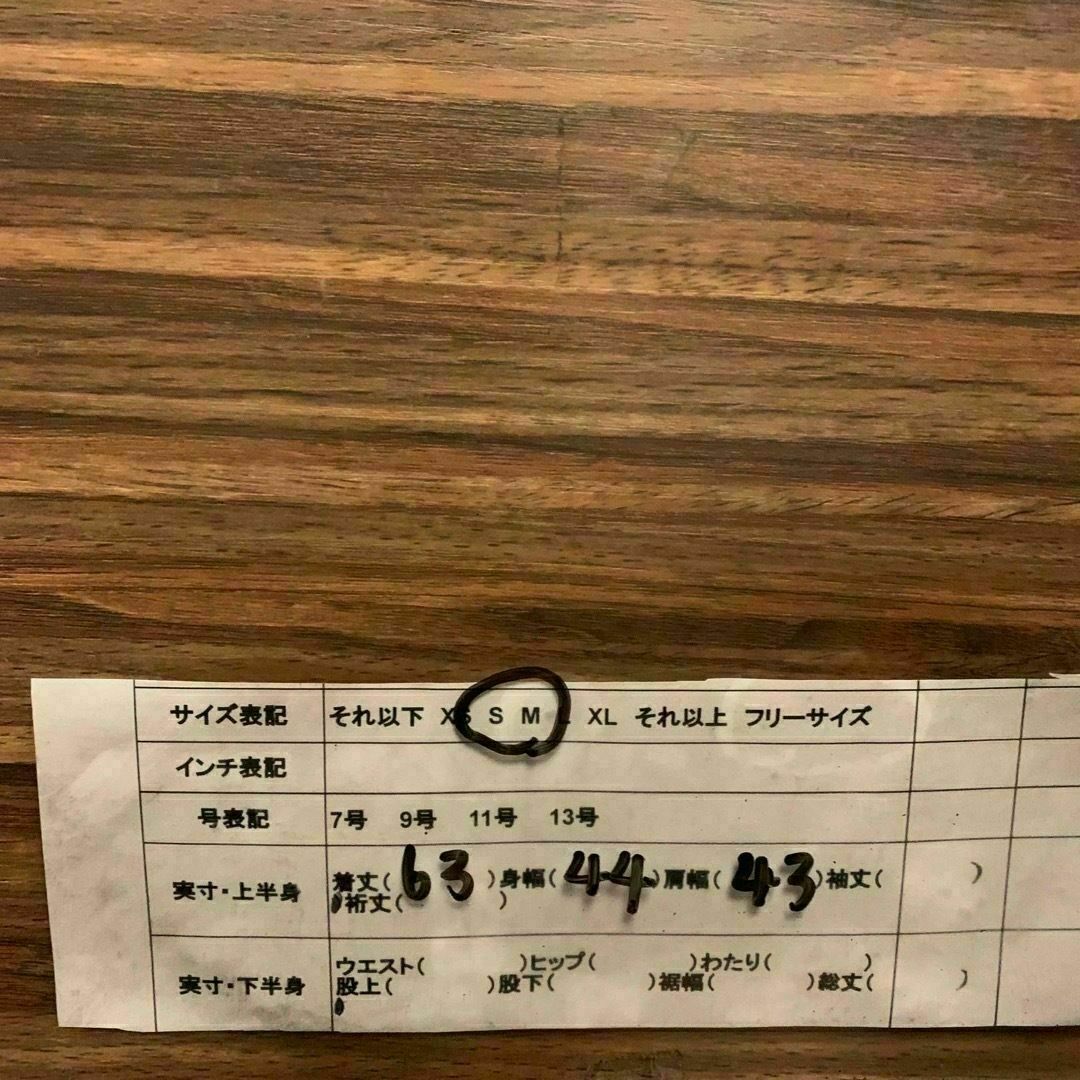 サイズ表記 それ以下 XS S M L XL それ以上 フリーサイズ
インチ表記
号表記 7号 9号 11号 13号
実寸・上半身 着丈( 63 )身幅( 44 )肩幅( 43 )袖丈( )
裄丈( )
実寸・下半身 ウエスト( )ヒップ( )わたり( )
股上( )股下( )裾幅( )総丈( )